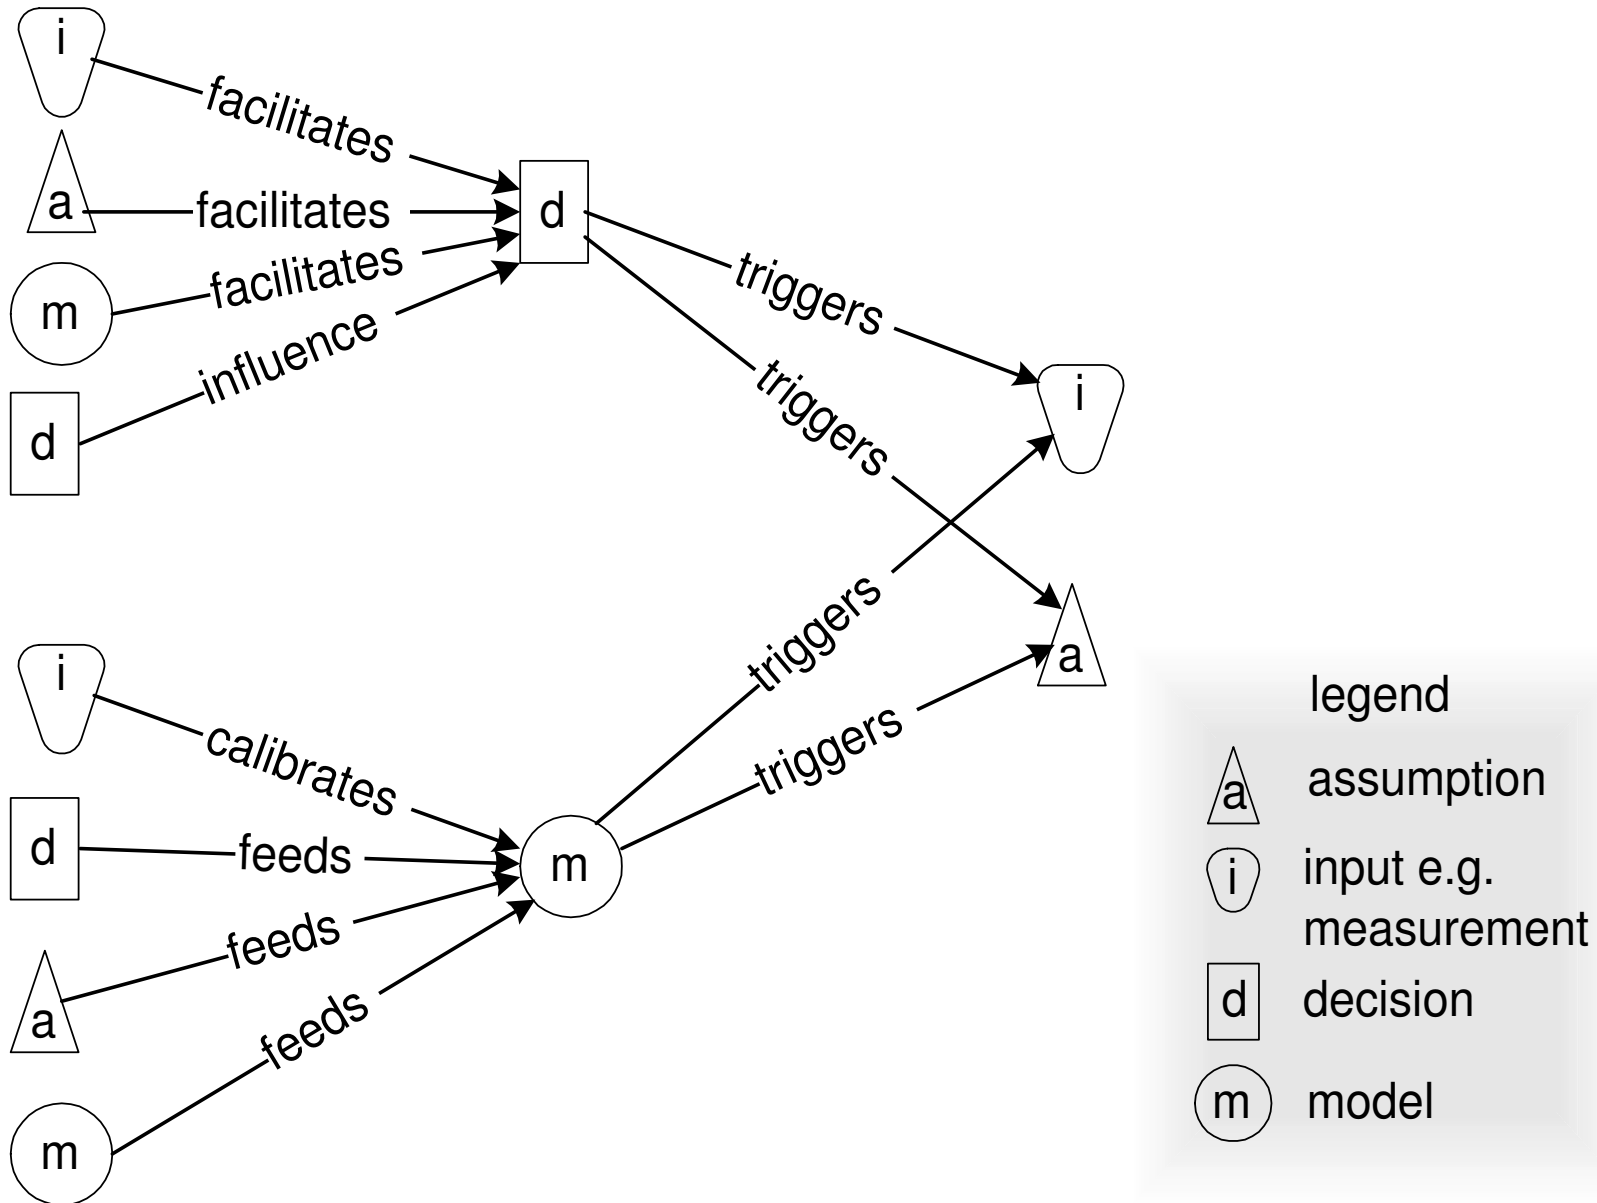 i
facilitates
a
facilitates
d
m
facilitates
triggers
influence
d
triggers
i
i
triggers
a
calibrates
triggers
d
feeds
m
a
feeds
feeds
m
legend
a assumption
i input e.g.
measurement
d decision
m model